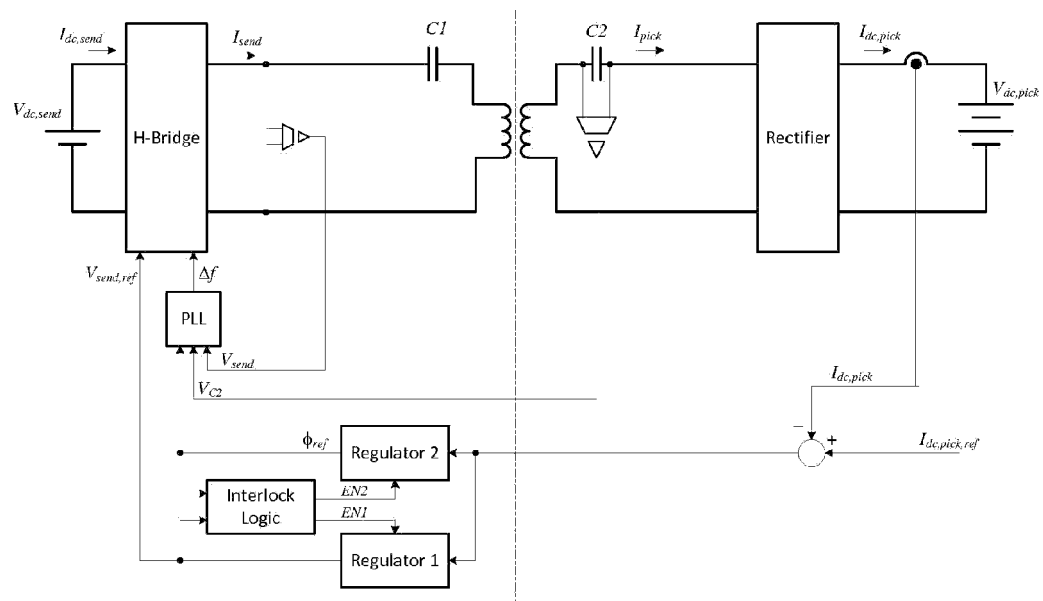 I_dc,send
I_send
C1
C2
I_pick
I_dc,pick
V_dc,send
H-Bridge
Rectifier
V_dc,pick
V_send,ref
Δf
PLL
V_send
V_C2
I_dc,pick
−
+
I_dc,pick,ref
ϕ_ref
Regulator 2
Interlock
Logic
EN2
EN1
Regulator 1